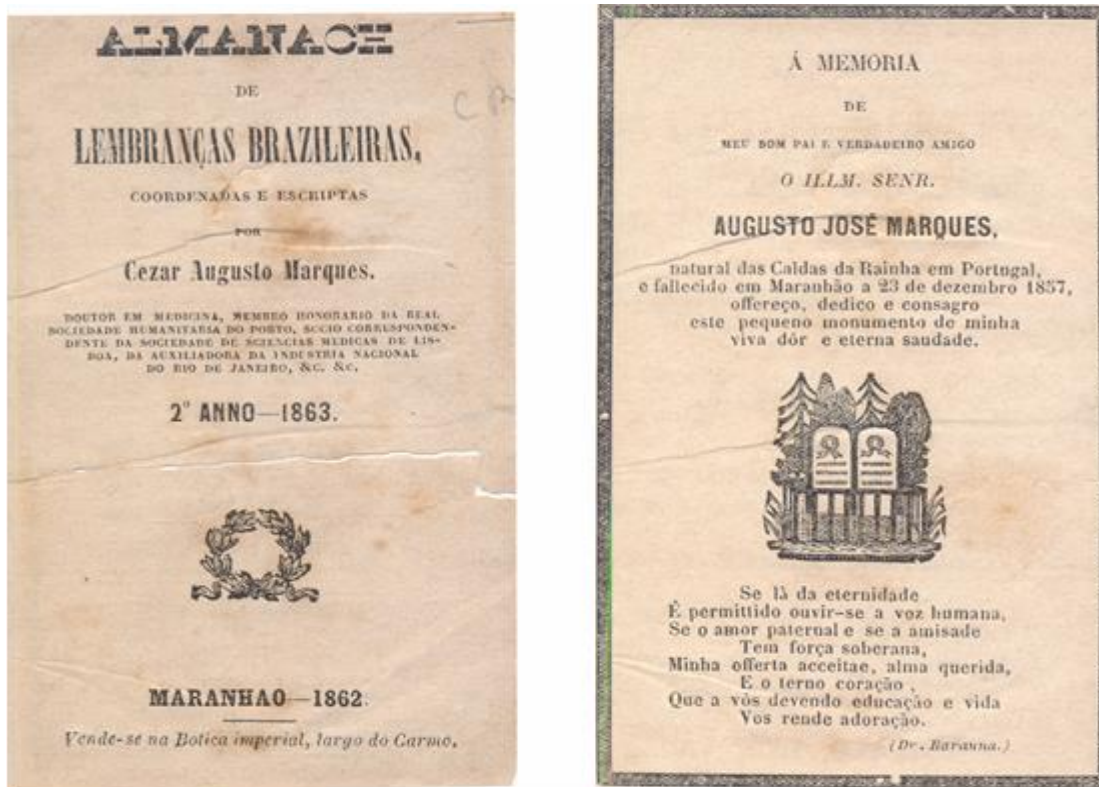 ALMANACH
DE
LEMBRANÇAS BRAZILEIRAS,
COORDENADAS E ESCRIPTAS
POR
Cezar Augusto Marques.
DOUTOR EM MEDICINA, MEMBRO HONORARIO DA REAL
SOCIEDADE HUMANITARIA DO PORTO, SOCIO CORRESPONDEN-
DENTE DA SOCIEDADE DE SCIENCIAS MEDICAS DE LIS-
BOA, DA AUXILIADORA DA INDUSTRIA NACIONAL
DO RIO DE JANEIRO, &C. &C.
2º ANNO—1863.
MARANHAO—1862.
Vende-se na Botica imperial, largo do Carmo.
Á MEMORIA
DE
MEU BOM PAI E VERDADEIRO AMIGO
O ILLM. SENR.
AUGUSTO JOSÉ MARQUES,
natural das Caldas da Rainha em Portugal,
e fallecido em Maranhão a 23 de dezembro 1857,
offereço, dedico e consagro
este pequeno monumento de minha
viva dôr e eterna saudade.
Se lá da eternidade
É permittido ouvir-se a voz humana,
Se o amor paternal e se a amisade
Tem força soberana,
Minha offerta acceitae, alma querida,
E o terno coração,
Que a vós devendo educação e vida
Vos rende adoração.
(Dr. Baranna.)